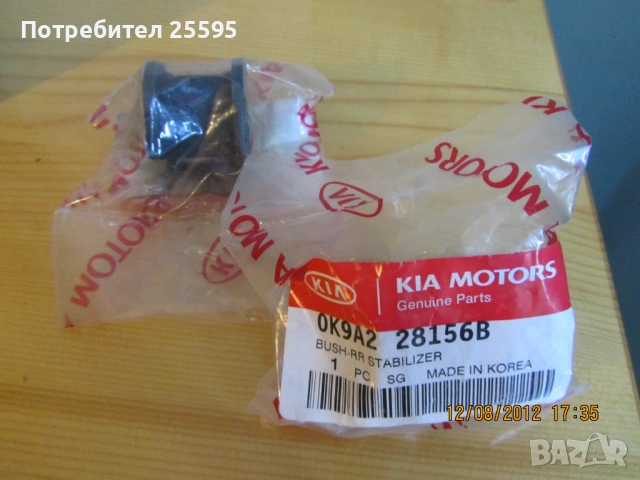 Потребител 25595
KIA MOTORS
Genuine Parts
KIA
0K9A2 28156B
BUSH-RR STABILIZER
1 PC SG MADE IN KOREA
12/08/2012 17:35
BAZAR